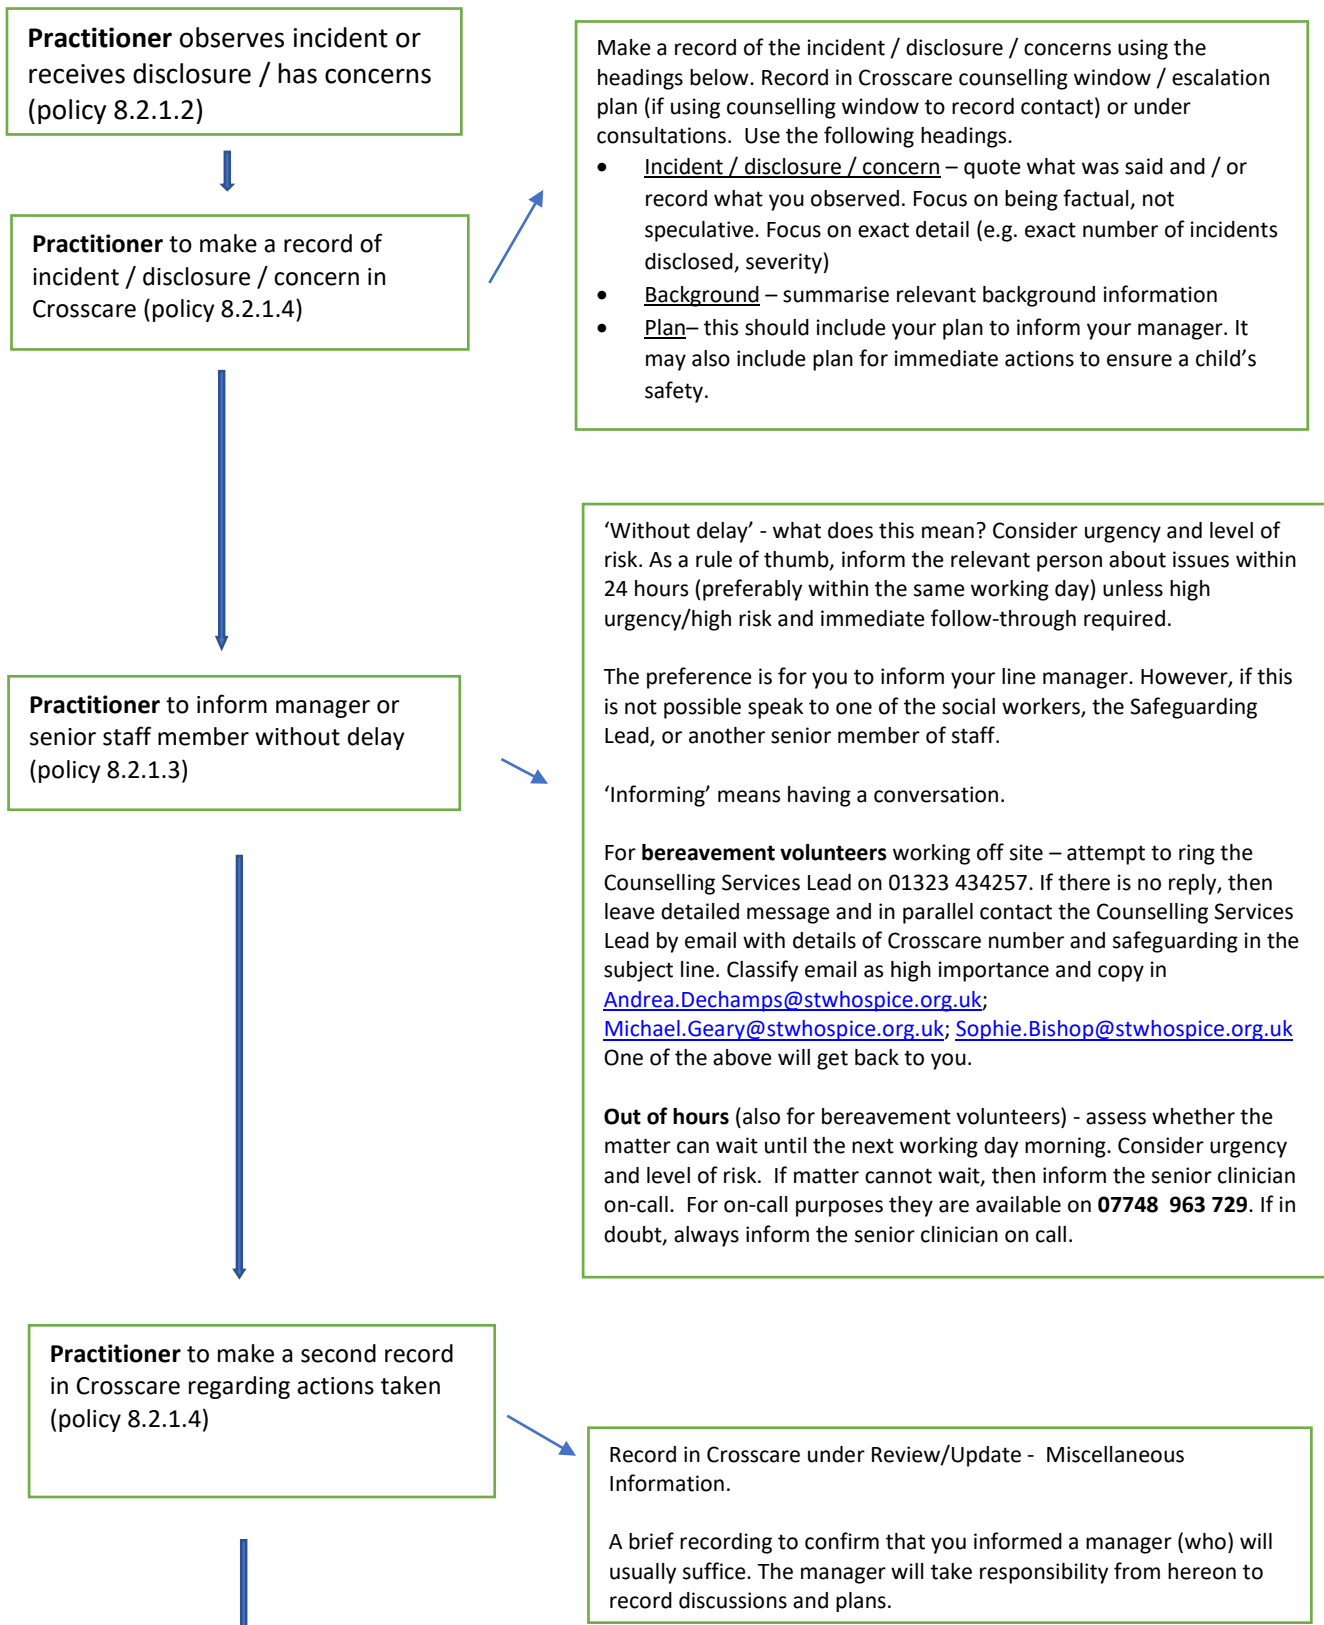 Practitioner observes incident or
receives disclosure / has concerns
(policy 8.2.1.2)
Make a record of the incident / disclosure / concerns using the
headings below. Record in Crosscare counselling window / escalation
plan (if using counselling window to record contact) or under
consultations.  Use the following headings.
• Incident / disclosure / concern – quote what was said and / or
record what you observed. Focus on being factual, not
speculative. Focus on exact detail (e.g. exact number of incidents
disclosed, severity)
• Background – summarise relevant background information
• Plan– this should include your plan to inform your manager. It
may also include plan for immediate actions to ensure a child’s
safety.
Practitioner to make a record of
incident / disclosure / concern in
Crosscare (policy 8.2.1.4)
‘Without delay’ - what does this mean? Consider urgency and level of
risk. As a rule of thumb, inform the relevant person about issues within
24 hours (preferably within the same working day) unless high
urgency/high risk and immediate follow-through required.
The preference is for you to inform your line manager. However, if this
is not possible speak to one of the social workers, the Safeguarding
Lead, or another senior member of staff.
‘Informing’ means having a conversation.
For bereavement volunteers working off site – attempt to ring the
Counselling Services Lead on 01323 434257. If there is no reply, then
leave detailed message and in parallel contact the Counselling Services
Lead by email with details of Crosscare number and safeguarding in the
subject line. Classify email as high importance and copy in
Andrea.Dechamps@stwhospice.org.uk;
Michael.Geary@stwhospice.org.uk; Sophie.Bishop@stwhospice.org.uk
One of the above will get back to you.
Out of hours (also for bereavement volunteers) - assess whether the
matter can wait until the next working day morning. Consider urgency
and level of risk.  If matter cannot wait, then inform the senior clinician
on-call.  For on-call purposes they are available on 07748  963 729. If in
doubt, always inform the senior clinician on call.
Practitioner to inform manager or
senior staff member without delay
(policy 8.2.1.3)
Practitioner to make a second record
in Crosscare regarding actions taken
(policy 8.2.1.4)
Record in Crosscare under Review/Update -  Miscellaneous
Information.
A brief recording to confirm that you informed a manager (who) will
usually suffice. The manager will take responsibility from hereon to
record discussions and plans.